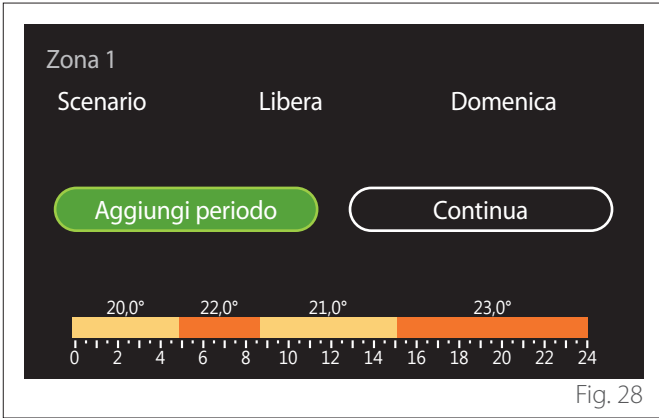 Zona 1
Scenario Libera Domenica
Aggiungi periodo Continua
20,0° 22,0° 21,0° 23,0°
0 2 4 6 8 10 12 14 16 18 20 22 24
Fig. 28